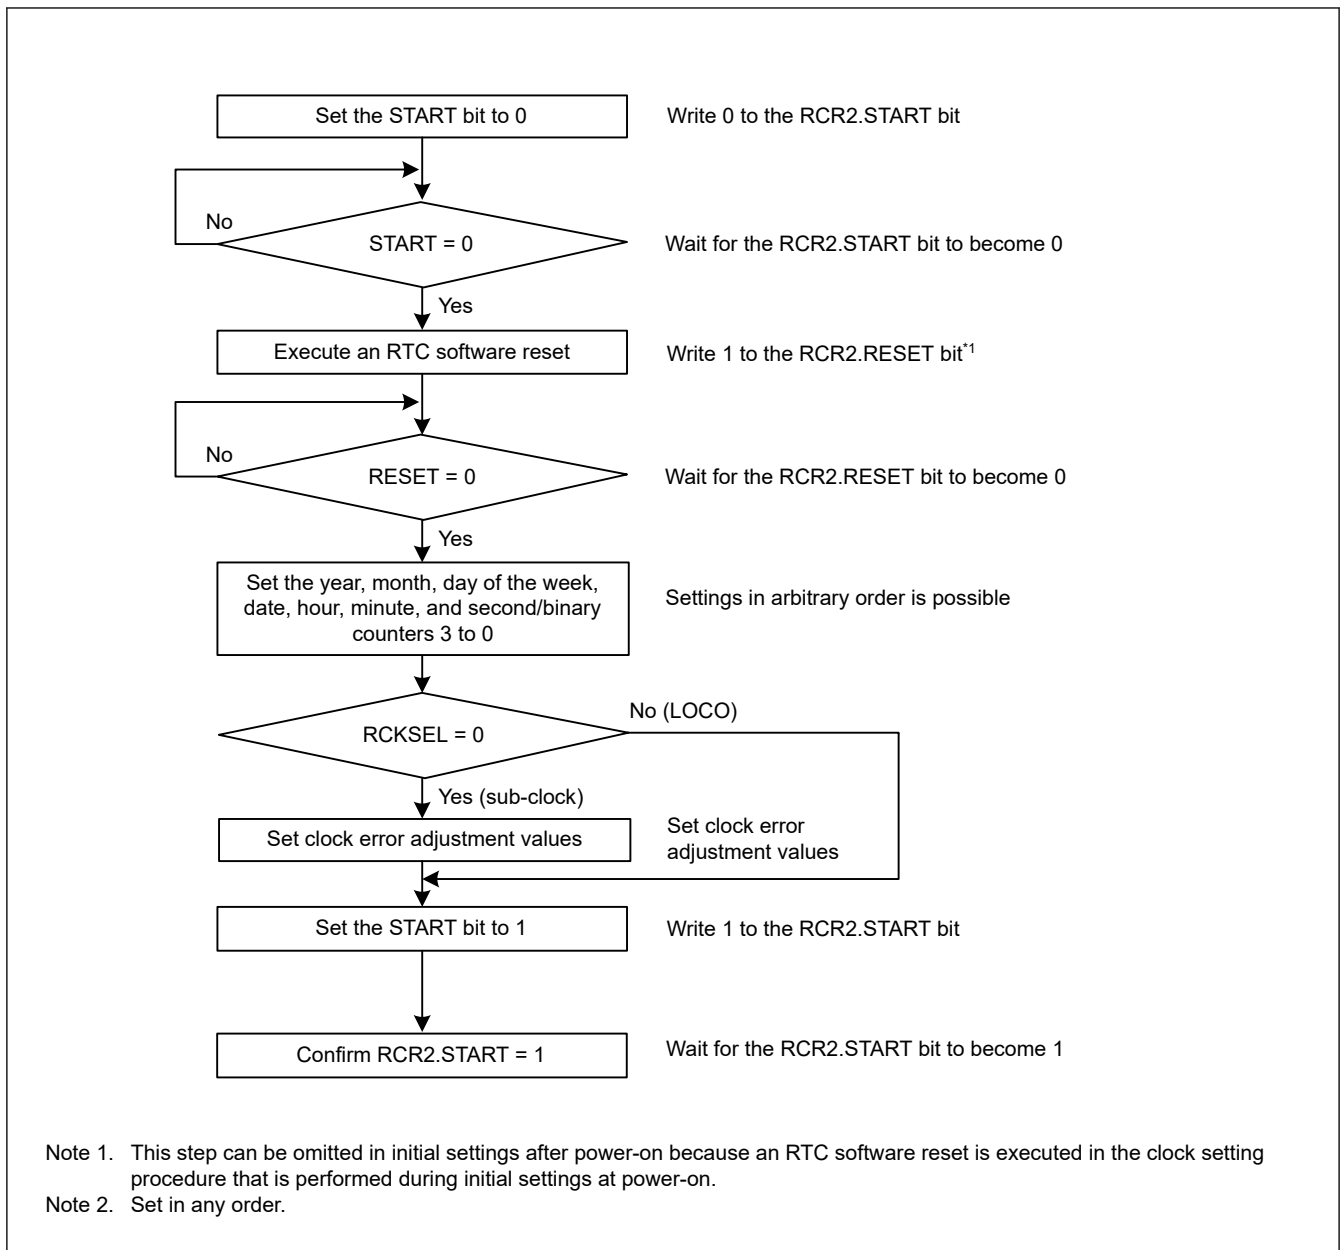 Set the START bit to 0
Write 0 to the RCR2.START bit
No
START = 0
Wait for the RCR2.START bit to become 0
Yes
Execute an RTC software reset
Write 1 to the RCR2.RESET bit*1
No
RESET = 0
Wait for the RCR2.RESET bit to become 0
Yes
Set the year, month, day of the week,
date, hour, minute, and second/binary
counters 3 to 0
Settings in arbitrary order is possible
No (LOCO)
RCKSEL = 0
Yes (sub-clock)
Set clock error adjustment values
Set clock error
adjustment values
Set the START bit to 1
Write 1 to the RCR2.START bit
Confirm RCR2.START = 1
Wait for the RCR2.START bit to become 1
Note 1. This step can be omitted in initial settings after power-on because an RTC software reset is executed in the clock setting
procedure that is performed during initial settings at power-on.
Note 2. Set in any order.